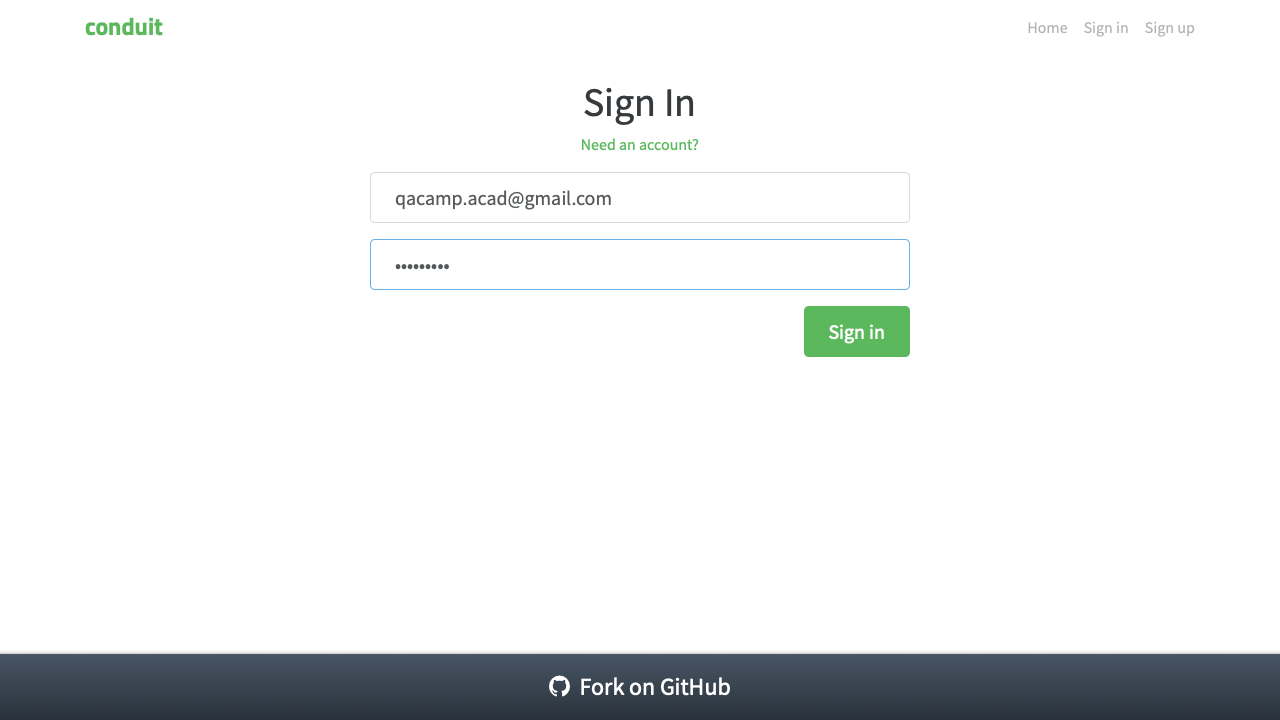 conduit
Home Sign in Sign up
Sign In
Need an account?
qacamp.acad@gmail.com
•••••••••
Sign in
Fork on GitHub